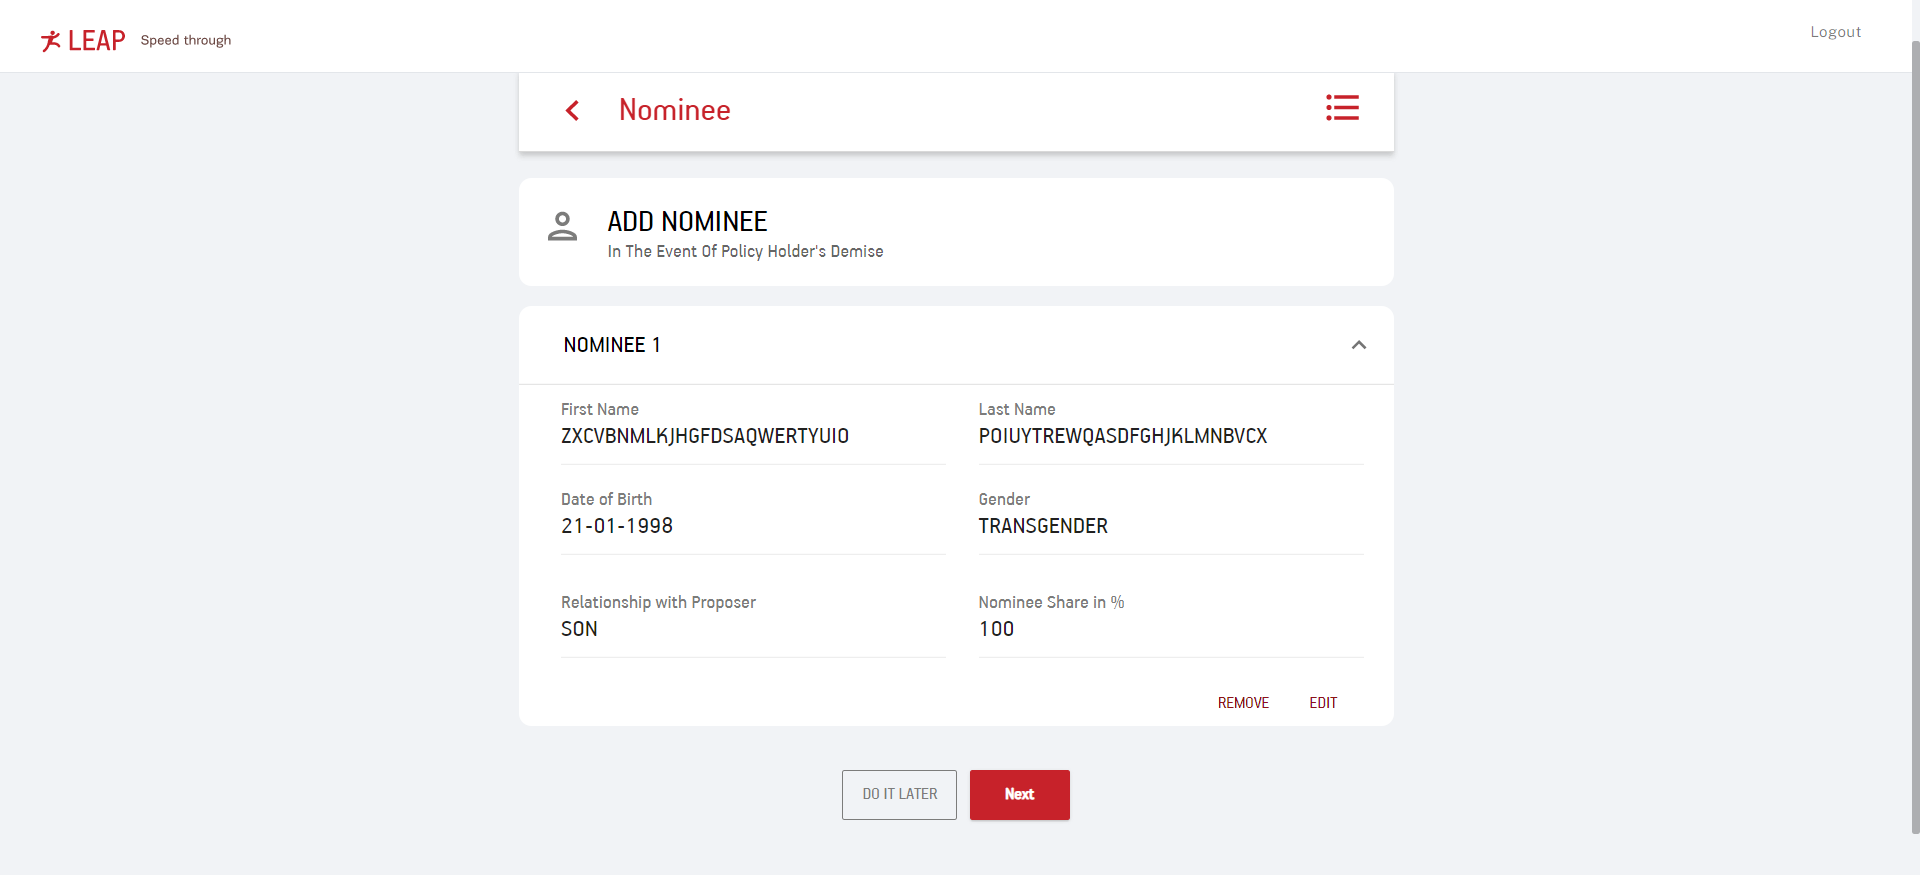 LEAP Speed through
Logout
Nominee
ADD NOMINEE
In The Event Of Policy Holder's Demise
NOMINEE 1
First Name
ZXCVBNMLKJHGFDSAQWERTYUIO
Last Name
POIUYTREWQASDFGHJKLMNBVCX
Date of Birth
21-01-1998
Gender
TRANSGENDER
Relationship with Proposer
SON
Nominee Share in %
100
REMOVE EDIT
DO IT LATER Next